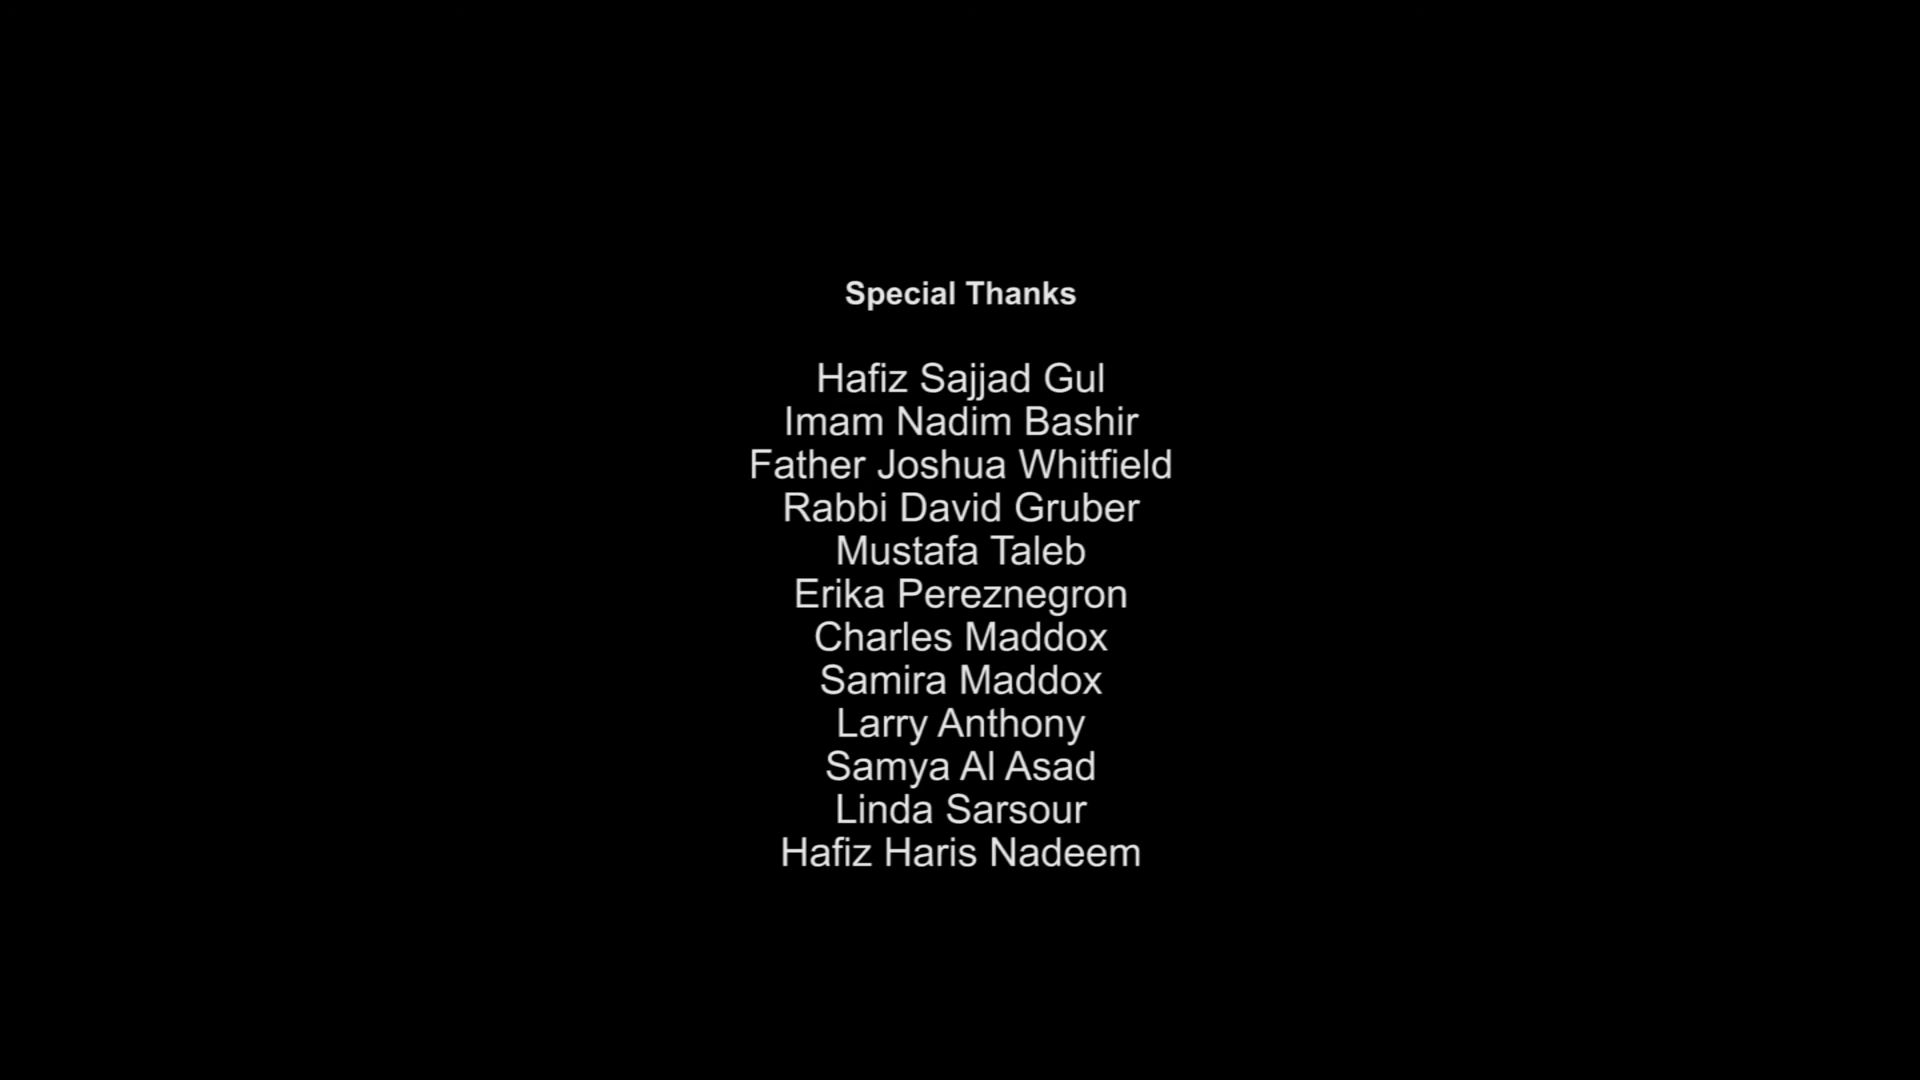 Special Thanks
Hafiz Sajjad Gul
Imam Nadim Bashir
Father Joshua Whitfield
Rabbi David Gruber
Mustafa Taleb
Erika Pereznegron
Charles Maddox
Samira Maddox
Larry Anthony
Samya Al Asad
Linda Sarsour
Hafiz Haris Nadeem